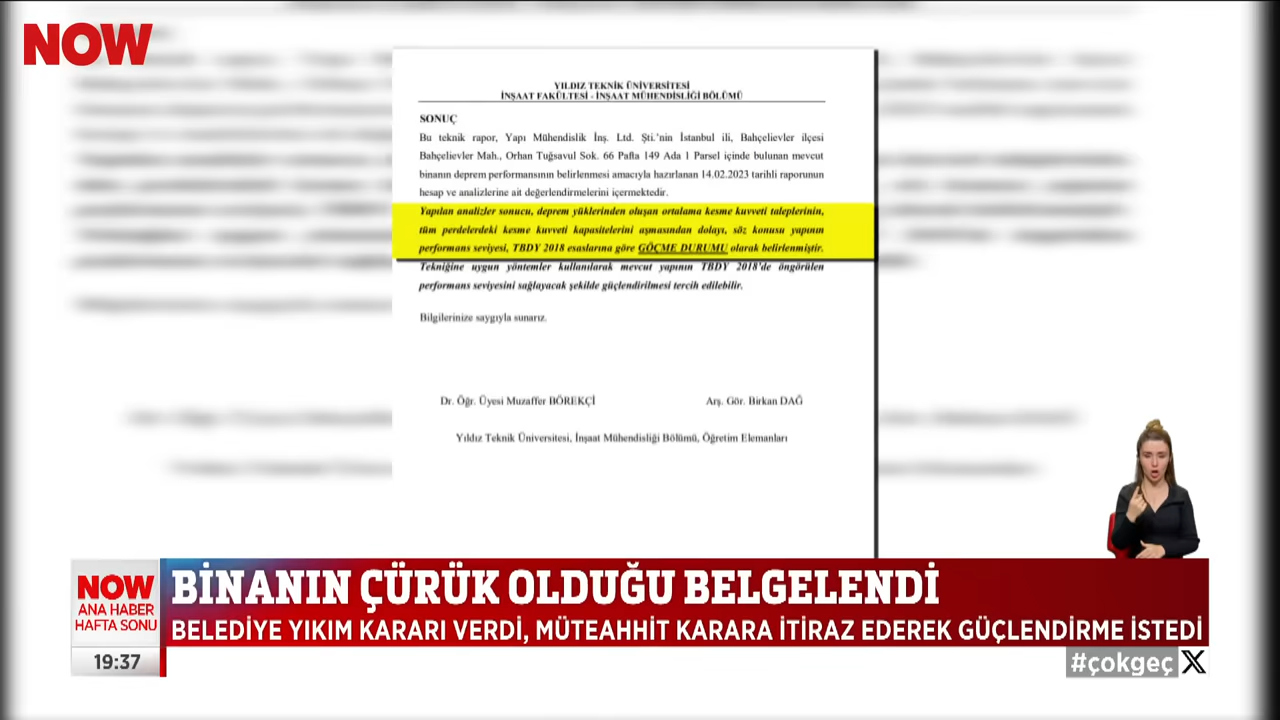 NOW
YILDIZ TEKNİK ÜNİVERSİTESİ
İNŞAAT FAKÜLTESİ - İNŞAAT MÜHENDİSLİĞİ BÖLÜMÜ
SONUÇ
Bu teknik rapor, Yapı Mühendislik İnş. Ltd. Şti.'nin İstanbul ili, Bahçelievler ilçesi
Bahçelievler Mah., Orhan Tuğsavul Sok. 66 Pafta 149 Ada 1 Parsel içinde bulunan mevcut
binanın deprem performansının belirlenmesi amacıyla hazırlanan 14.02.2023 tarihli raporunun
hesap ve analizlerine ait değerlendirmelerini içermektedir.
Yapılan analizler sonucu, deprem yüklerinden oluşan ortalama kesme kuvveti taleplerinin,
tüm perdelerdeki kesme kuvveti kapasitelerini aşmasından dolayı, söz konusu yapının
performans seviyesi, TBDY 2018 esaslarına göre GÖÇME DURUMU olarak belirlenmiştir.
Tekniğine uygun yöntemler kullanılarak mevcut yapının TBDY 2018'de öngörülen
performans seviyesini sağlayacak şekilde güçlendirilmesi tercih edilebilir.
Bilgilerinize saygıyla sunarız.
Dr. Öğr. Üyesi Muzaffer BÖREKÇİ Arş. Gör. Birkan DAĞ
Yıldız Teknik Üniversitesi, İnşaat Mühendisliği Bölümü, Öğretim Elemanları
NOW
ANA HABER
HAFTA SONU
19:37
BİNANIN ÇÜRÜK OLDUĞU BELGELENDİ
BELEDİYE YIKIM KARARI VERDİ, MÜTEAHHİT KARARA İTİRAZ EDEREK GÜÇLENDİRME İSTEDİ
#çokgeç X